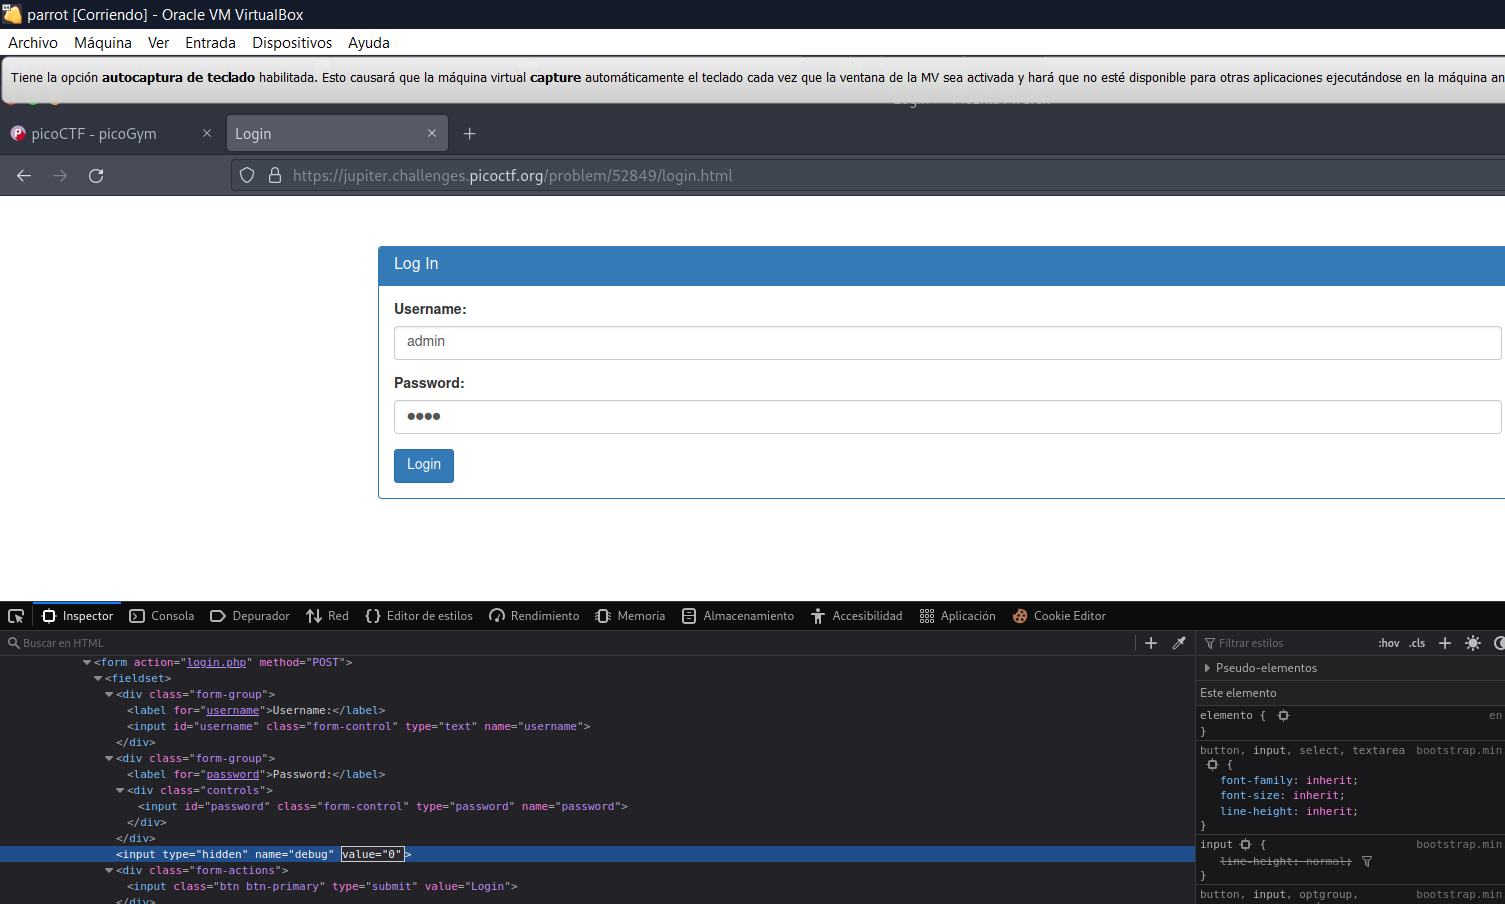 parrot [Corriendo] - Oracle VM VirtualBox
Archivo Máquina Ver Entrada Dispositivos Ayuda
Tiene la opción autocaptura de teclado habilitada. Esto causará que la máquina virtual capture automáticamente el teclado cada vez que la ventana de la MV sea activada y hará que no esté disponible para otras aplicaciones ejecutándose en la máquina an
picoCTF - picoGym
Login
https://jupiter.challenges.picoctf.org/problem/52849/login.html
Log In
Username:
admin
Password:
••••
Login
Inspector Consola Depurador Red Editor de estilos Rendimiento Memoria Almacenamiento Accesibilidad Aplicación Cookie Editor
Buscar en HTML
<form action="login.php" method="POST">
<fieldset>
<div class="form-group">
<label for="username">Username:</label>
<input id="username" class="form-control" type="text" name="username">
</div>
<div class="form-group">
<label for="password">Password:</label>
<div class="controls">
<input id="password" class="form-control" type="password" name="password">
</div>
</div>
<input type="hidden" name="debug" value="0">
<div class="form-actions">
<input class="btn btn-primary" type="submit" value="Login">
</div>
Filtrar estilos :hov .cls
Pseudo-elementos
Este elemento
elemento { en
}
button, input, select, textarea bootstrap.min
{
font-family: inherit;
font-size: inherit;
line-height: inherit;
}
input { bootstrap.min
line-height: normal;
}
button, input, optgroup, bootstrap.min